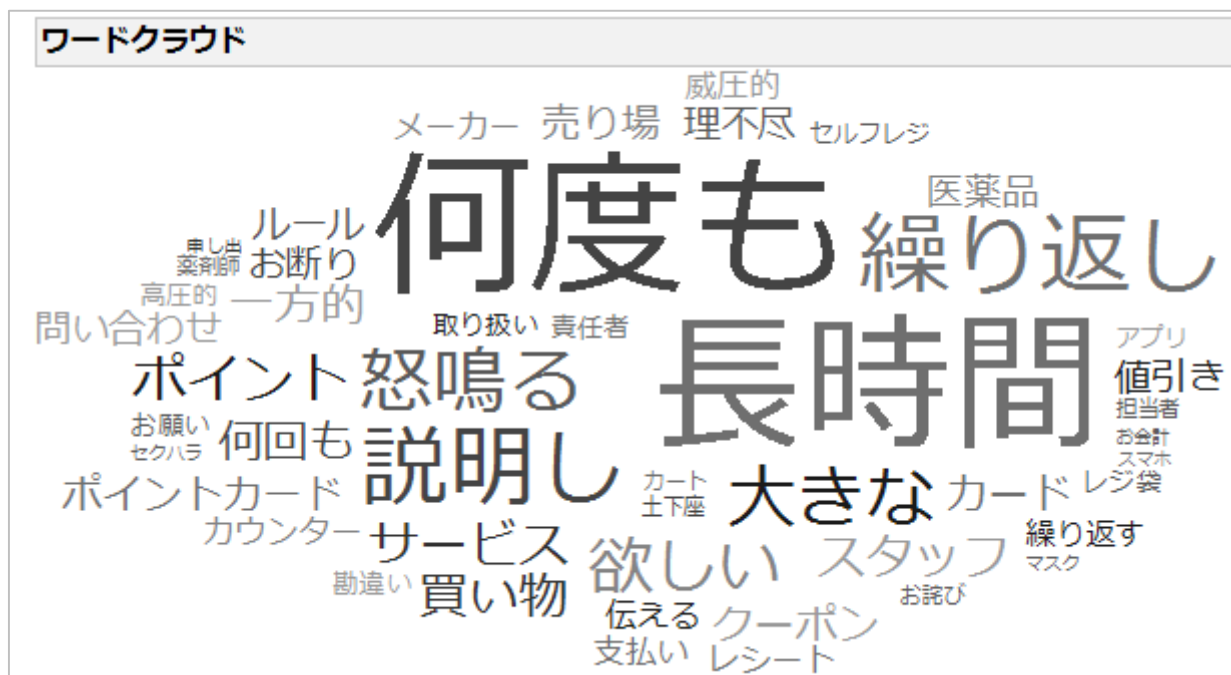 ワードクラウド
威圧的
メーカー 売り場 理不尽 セルフレジ
何度も
医薬品
ルール
繰り返し
申し出
薬剤師 お断り
高圧的 一方的
問い合わせ
取り扱い 責任者
長時間
アプリ
ポイント 怒鳴る
値引き
担当者
お願い
何回も
セクハラ
説明し
お会計
スマホ
ポイントカード
カート
土下座
大きな カード レジ袋
カウンター サービス
欲しい スタッフ 繰り返す
マスク
勘違い 買い物
お詫び
伝える クーポン
支払い レシート